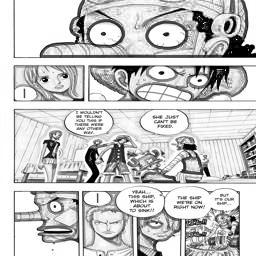 !
SHE JUST
CAN'T BE
FIXED.
I WOULDN'T
BE TELLING
YOU THIS IF
THERE WERE
ANY OTHER
WAY.
BUT
IT'S OUR
SHIP...
THE SHIP
WE'RE ON
RIGHT NOW!
YEAH...
THIS SHIP,
WHICH IS
ABOUT TO
SINK!!
!